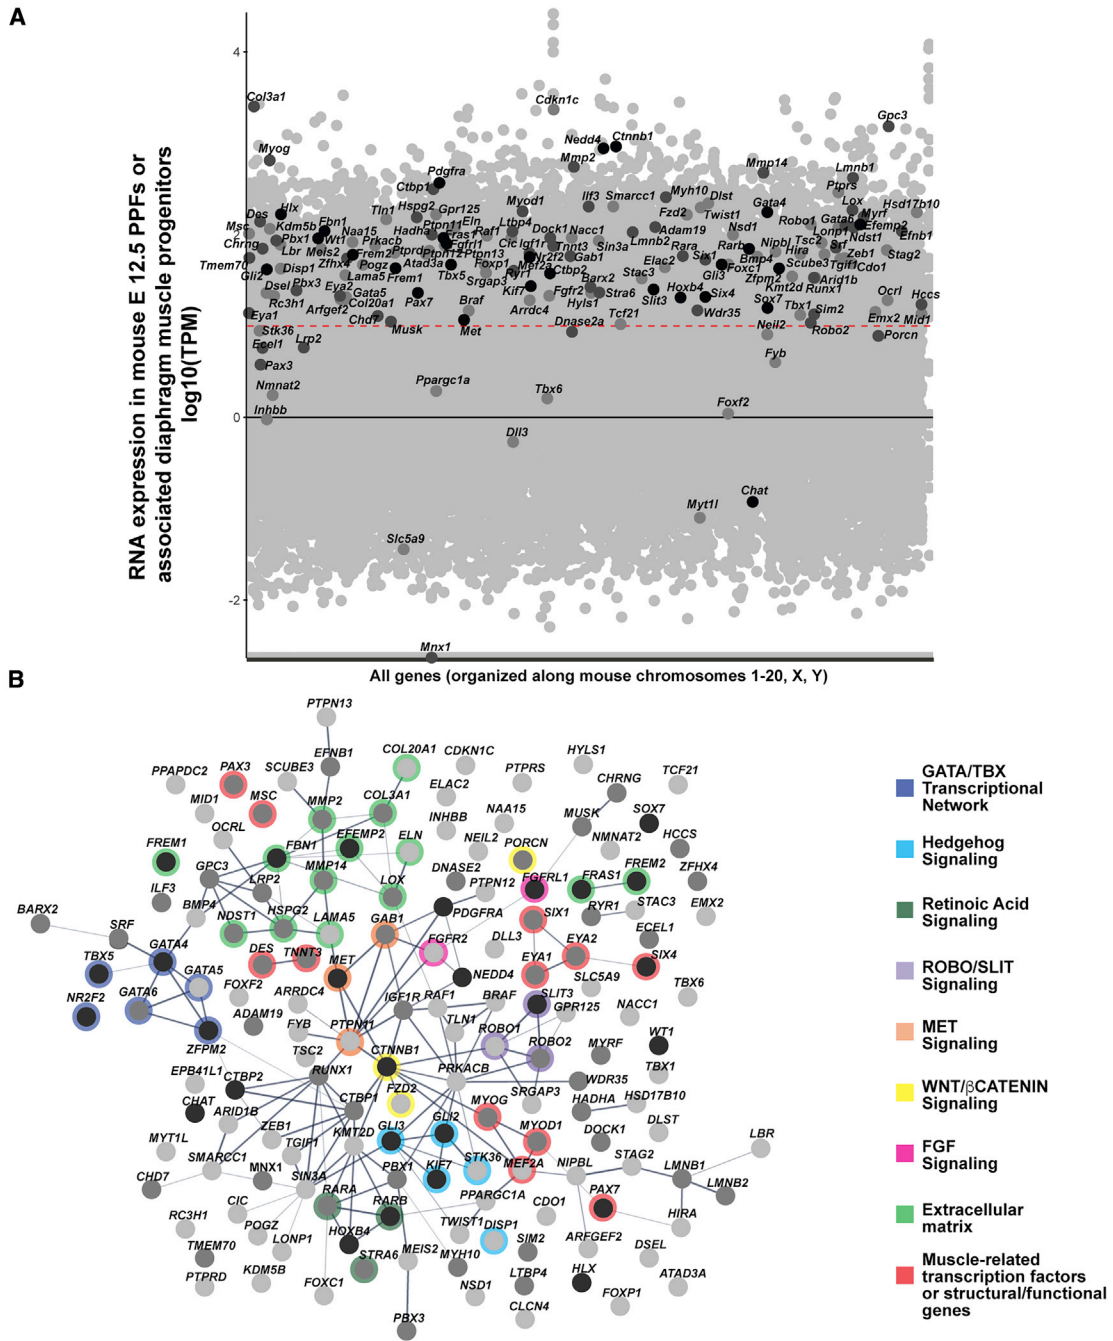 A
RNA expression in mouse E 12.5 PPFs or
associated diaphragm muscle progenitors
log10(TPM)
4
2
0
-2
Col3a1
Cdkn1c
Gpc3
Myog
Nedd4
Ctnnb1
Mmp2
Mmp14
Lmnb1
Pdgfra
Ctbp1
Ptprs
Ilf3
Smarcc1
Myh10
Dlst
Lox
Hsd17b10
Des
Hlx
Hspg2
Gpr125
Myod1
Fzd2
Twist1
Gata4
Robo1
Gata6
Myrf
Msc
Kdm5b
Fbn1
Tln1
Ptpn11
Eln
Ltbp4
Dock1
Nacc1
Adam19
Nsd1
Lonp1
Efemp2
Chrng
Pbx1
Wt1
Naa15
Hadha
Fras1
Raf1
Cic
Igf1r
Tnnt3
Sin3a
Lmnb2
Rara
Rarb
Nipbl
Tsc2
Srf
Ndst1
Efnb1
Lbr
Meis2
Prkacb
Ptprd
Fgfrl1
Ptpn12
Ptpn13
Nr2f2
Gab1
Six1
Hira
Zeb1
Stag2
Tmem70
Disp1
Zfhx4
Frem2
Pogz
Atad3a
Foxp1
Mef2a
Ctbp2
Elac2
Foxc1
Bmp4
Scube3
Tgif1
Cdo1
Gli2
Lama5
Frem1
Tbx5
Srgap3
Ryr1
Barx2
Stac3
Gli3
Zfpm2
Arid1b
Dsel
Pbx3
Eya2
Gata5
Kif7
Fgfr2
Stra6
Hoxb4
Six4
Kmt2d
Runx1
Ocrl
Hccs
Rc3h1
Arfgef2
Col20a1
Pax7
Braf
Arrdc4
Hyls1
Slit3
Wdr35
Sox7
Tbx1
Sim2
Emx2
Mid1
Eya1
Chd7
Musk
Met
Dnase2a
Tcf21
Neil2
Robo2
Porcn
Stk36
Ecel1
Lrp2
Fyb
Pax3
Nmnat2
Ppargc1a
Tbx6
Inhbb
Foxf2
Dll3
Chat
Myt1l
Slc5a9
Mnx1
All genes (organized along mouse chromosomes 1-20, X, Y)
B
PTPN13
EFNB1
COL20A1
CDKN1C
HYLS1
PPAPDC2
PAX3
SCUBE3
PTPRS
CHRNG
TCF21
MSC
MMP2
COL3A1
ELAC2
MID1
NAA15
MUSK
SOX7
OCRL
EFEMP2
ELN
INHBB
NEIL2
PORCN
NMNAT2
HCCS
FREM1
FBN1
GPC3
LRP2
MMP14
LOX
DNASE2
PTPN12
FGFRL1
FRAS1
FREM2
ZFHX4
ILF3
BMP4
NDST1
HSPG2
LAMA5
GAB1
PDGFRA
SIX1
RYR1
STAC3
EMX2
BARX2
SRF
GATA4
DES
TNNT3
MET
FGFR2
DLL3
EYA2
ECEL1
SIX4
TBX5
GATA5
FOXF2
NEDD4
EYA1
SLC5A9
TBX6
NR2F2
GATA6
ADAM19
ARRDC4
IGF1R
RAF1
BRAF
SLIT3
GPR125
NACC1
ZFPM2
FYB
PTPN11
TLN1
ROBO1
ROBO2
MYRF
WT1
TSC2
CTNNB1
EPB41L1
CTBP2
RUNX1
PRKACB
SRGAP3
WDR35
TBX1
CHAT
ARID1B
CTBP1
FZD2
MYOG
HADHA
HSD17B10
ZEB1
KMT2D
GLI3
GLI2
MYOD1
DOCK1
DLST
MYT1L
SMARCC1
TGIF1
LBR
CHD7
MNX1
SIN3A
PBX1
KIF7
STK36
MEF2A
NIPBL
STAG2
LMNB1
LMNB2
CIC
RARA
RARB
PPARGC1A
CDO1
PAX7
HIRA
RC3H1
POGZ
HOXB4
TWIST1
DISP1
SIM2
ARFGEF2
DSEL
TMEM70
LONP1
STRA6
MEIS2
MYH10
LTBP4
HLX
ATAD3A
PTPRD
KDM5B
FOXC1
NSD1
CLCN4
FOXP1
PBX3
GATA/TBX
Transcriptional
Network
Hedgehog
Signaling
Retinoic Acid
Signaling
ROBO/SLIT
Signaling
MET
Signaling
WNT/βCATENIN
Signaling
FGF
Signaling
Extracellular
matrix
Muscle-related
transcription factors
or structural/functional
genes